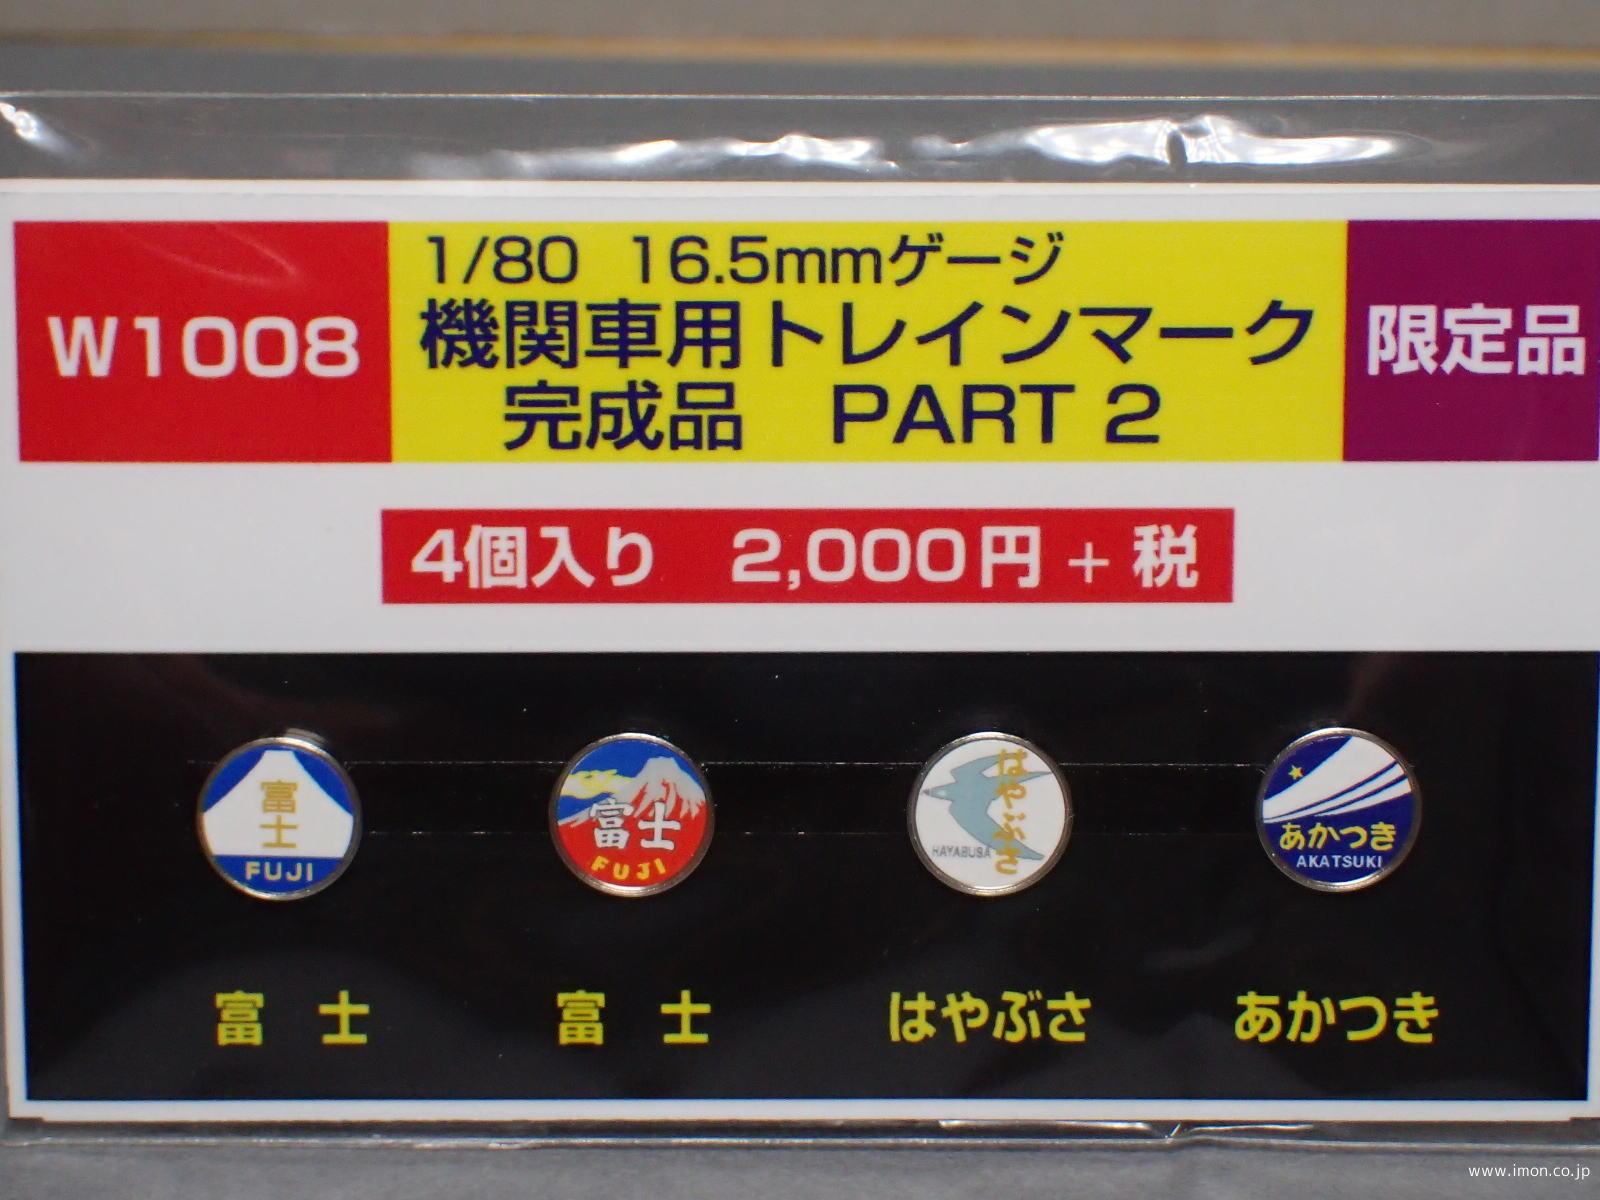 W1008
1/80 16.5mmゲージ
機関車用トレインマーク
完成品 PART 2
限定品
4個入り 2,000円 + 税
富士
FUJI
富士
FUJI
はやぶさ
HAYABUSA
あかつき
AKATSUKI
富 士
富 士
はやぶさ
あかつき
www.imon.co.jp